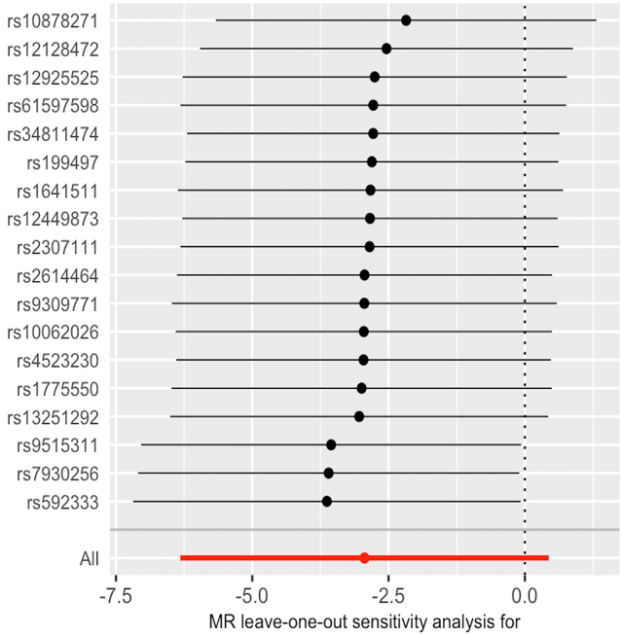 rs10878271
rs12128472
rs12925525
rs61597598
rs34811474
rs199497
rs1641511
rs12449873
rs2307111
rs2614464
rs9309771
rs10062026
rs4523230
rs1775550
rs13251292
rs9515311
rs7930256
rs592333
All
-7.5 -5.0 -2.5 0.0
MR leave-one-out sensitivity analysis for